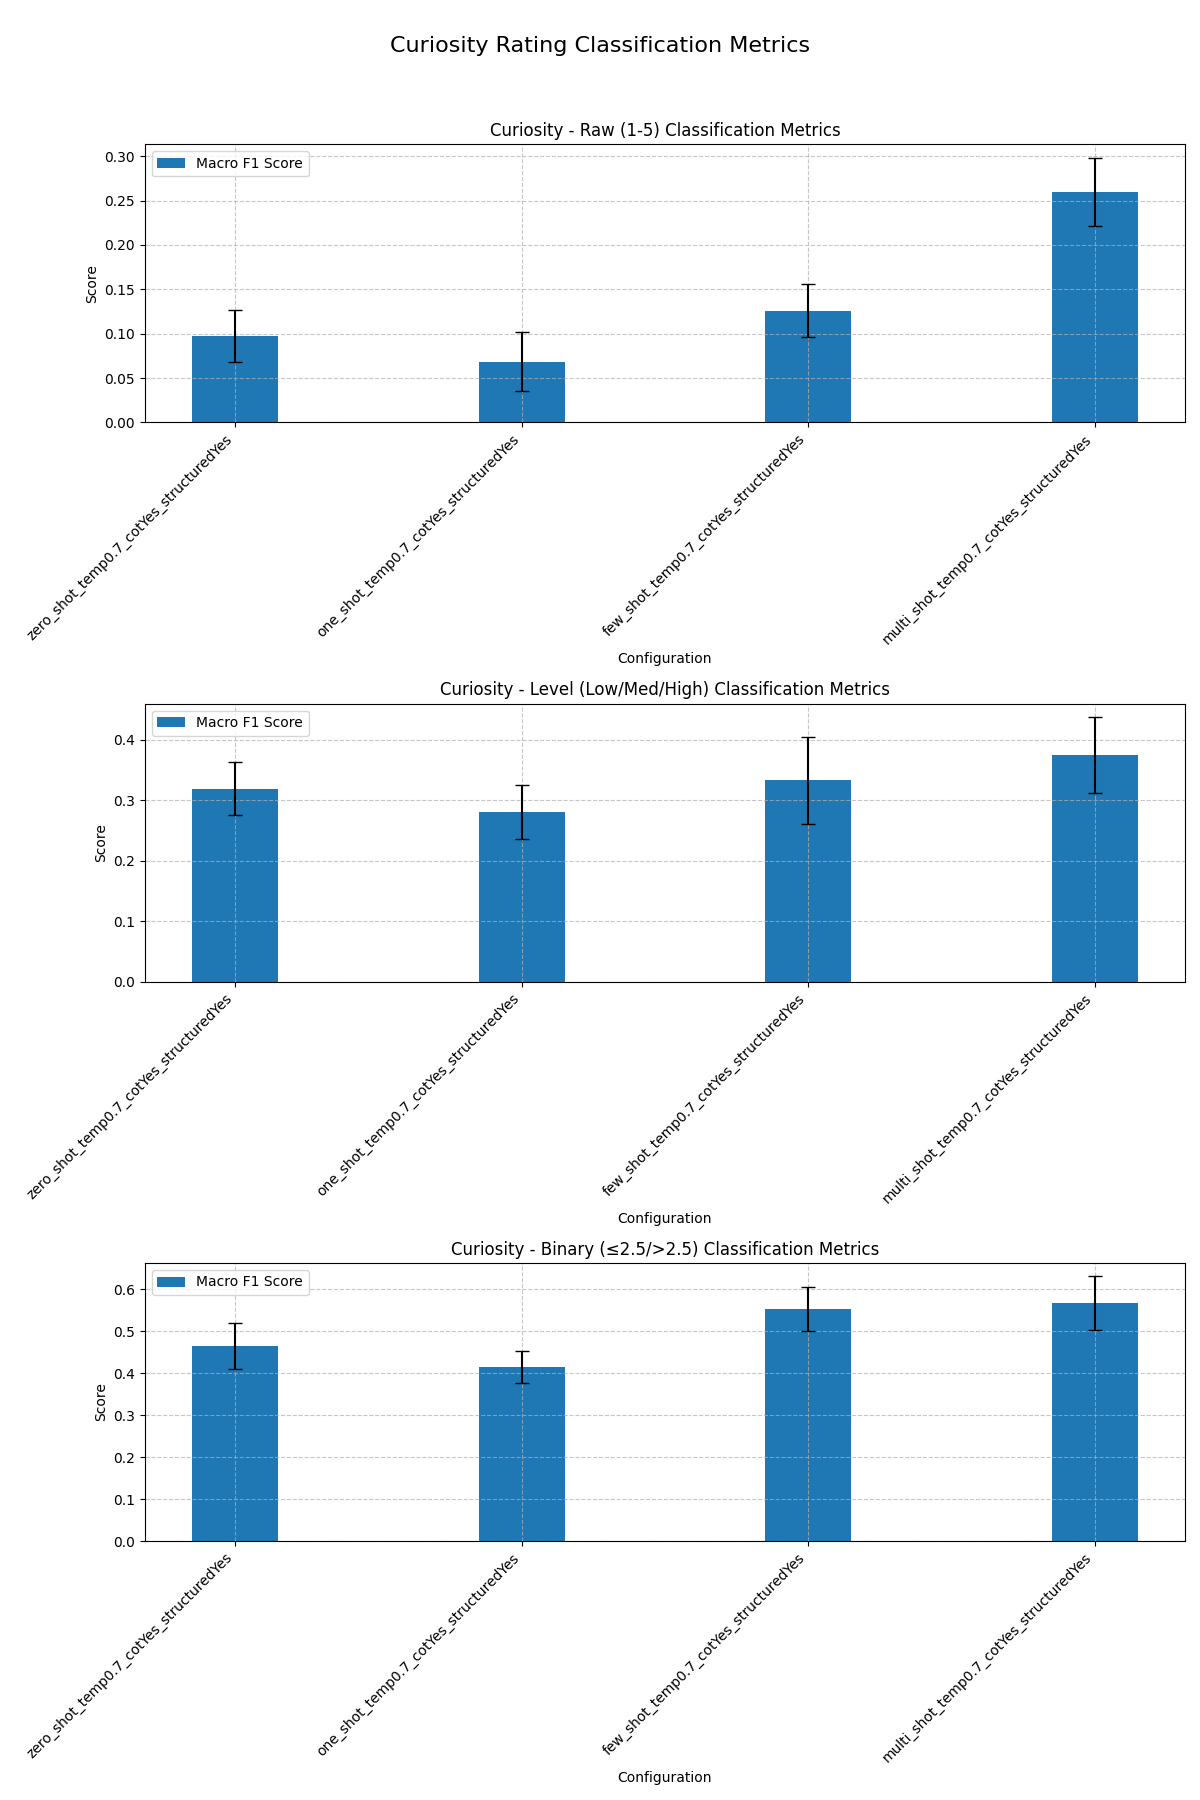 Curiosity Rating Classification Metrics
Curiosity - Raw (1-5) Classification Metrics
Macro F1 Score
0.30
0.25
0.20
0.15
0.10
0.05
0.00
Score
zero_shot_temp0.7_cotYes_structuredYes
one_shot_temp0.7_cotYes_structuredYes
few_shot_temp0.7_cotYes_structuredYes
multi_shot_temp0.7_cotYes_structuredYes
Configuration
Curiosity - Level (Low/Med/High) Classification Metrics
Macro F1 Score
0.4
0.3
0.2
0.1
0.0
Score
zero_shot_temp0.7_cotYes_structuredYes
one_shot_temp0.7_cotYes_structuredYes
few_shot_temp0.7_cotYes_structuredYes
multi_shot_temp0.7_cotYes_structuredYes
Configuration
Curiosity - Binary (≤2.5/>2.5) Classification Metrics
Macro F1 Score
0.6
0.5
0.4
0.3
0.2
0.1
0.0
Score
zero_shot_temp0.7_cotYes_structuredYes
one_shot_temp0.7_cotYes_structuredYes
few_shot_temp0.7_cotYes_structuredYes
multi_shot_temp0.7_cotYes_structuredYes
Configuration